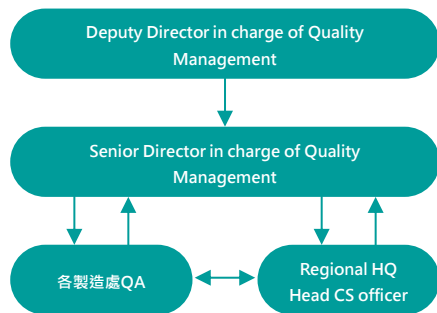 Deputy Director in charge of Quality
Management
Senior Director in charge of Quality
Management
各製造處QA
Regional HQ
Head CS officer